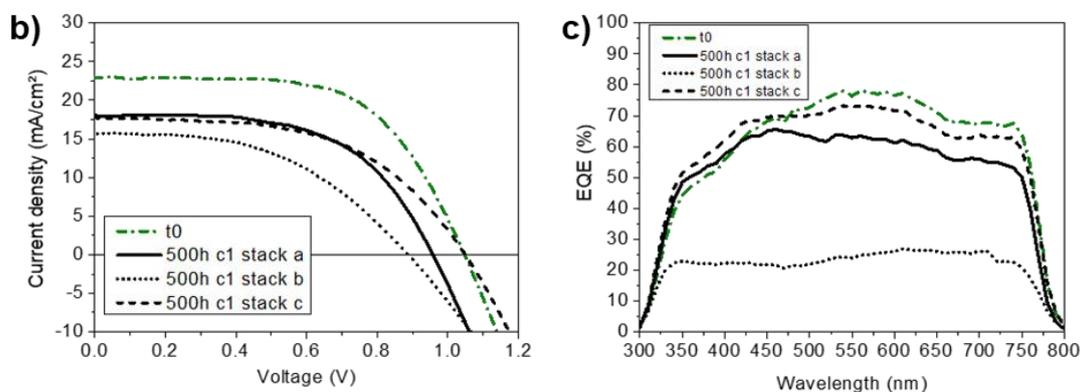 b)
Current density (mA/cm²)
30
25
20
15
10
5
0
-5
-10
t0
500h c1 stack a
500h c1 stack b
500h c1 stack c
0.0 0.2 0.4 0.6 0.8 1.0 1.2
Voltage (V)
c)
EQE (%)
100
90
80
70
60
50
40
30
20
10
0
t0
500h c1 stack a
500h c1 stack b
500h c1 stack c
300 350 400 450 500 550 600 650 700 750 800
Wavelength (nm)